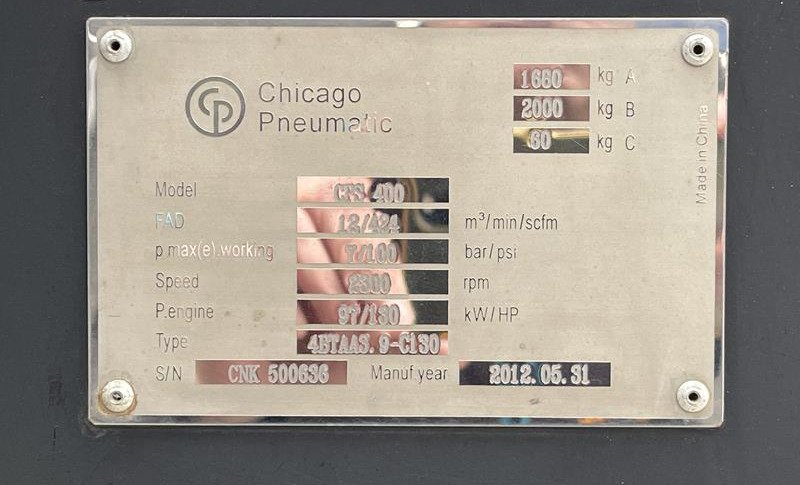 CP
Chicago
Pneumatic
1660 kg A
2000 kg B
60 kg C
Made in China
Model CPS 400
FAD 12/424 m³/min/scfm
p.max(e).working 7/100 bar/psi
Speed 2300 rpm
P.engine 97/130 kW/HP
Type 4BTAA3.9-C130
S/N CNK 500636 Manuf.year 2012.05.31